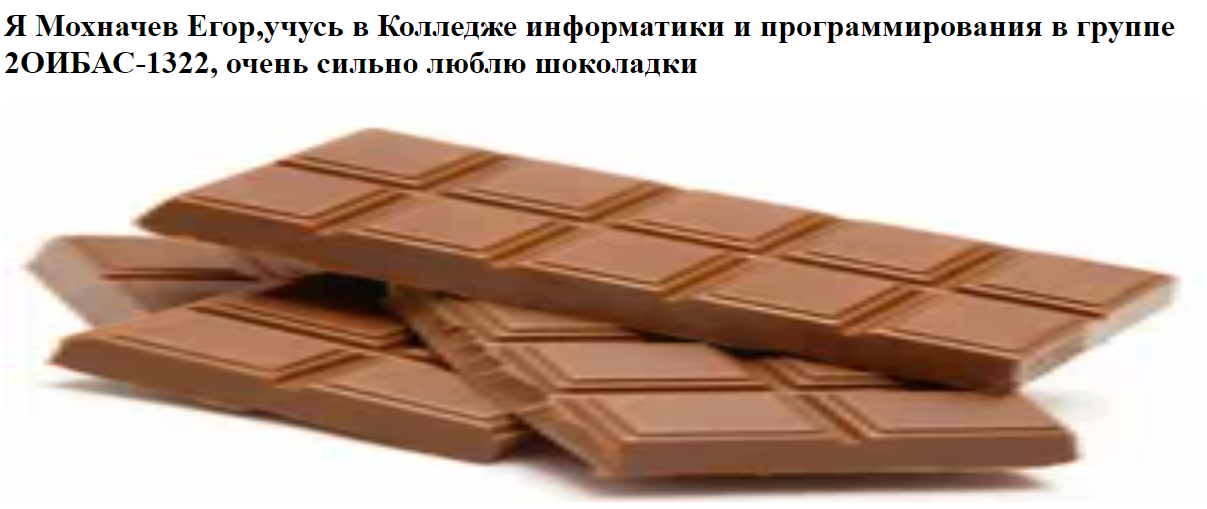 Я Мохначев Егор,учусь в Колледже информатики и программирования в группе
2ОИБАС-1322, очень сильно люблю шоколадки